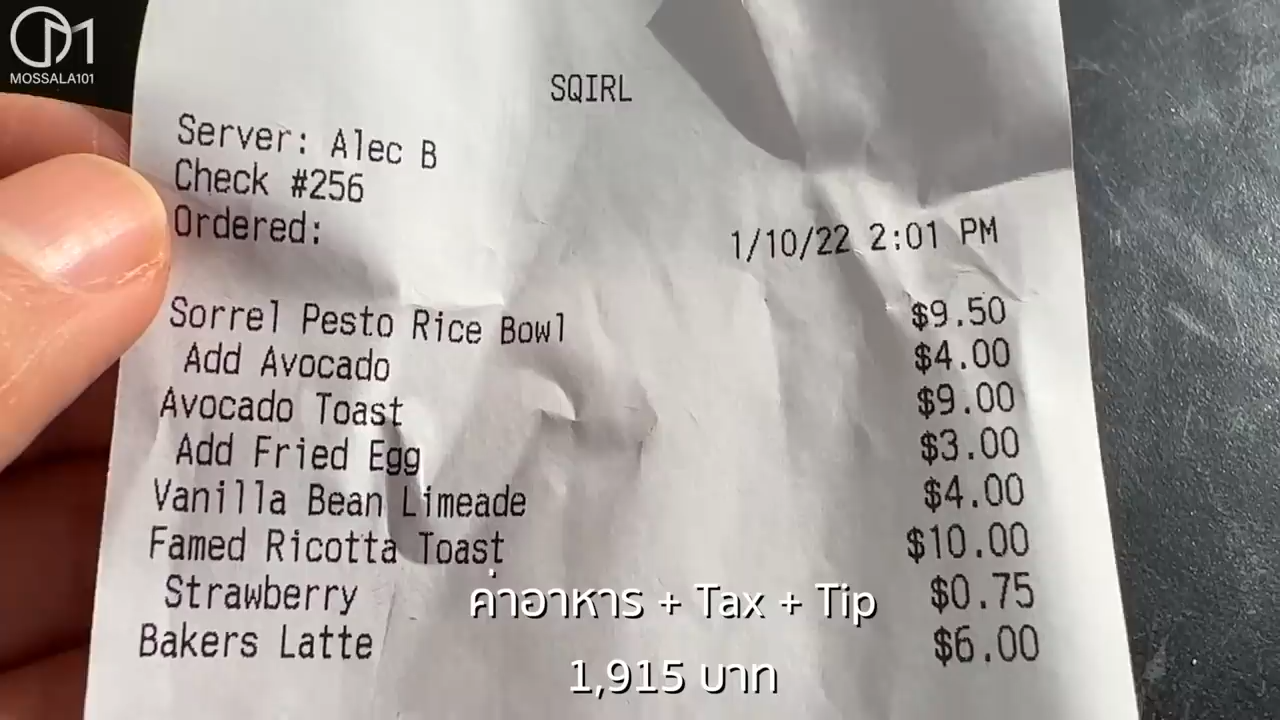 MOSSALA101
SQIRL
Server: Alec B
Check #256
Ordered: 1/10/22 2:01 PM
Sorrel Pesto Rice Bowl $9.50
Add Avocado $4.00
Avocado Toast $9.00
Add Fried Egg $3.00
Vanilla Bean Limeade $4.00
Famed Ricotta Toast $10.00
Strawberry $0.75
Bakers Latte $6.00
ค่าอาหาร + Tax + Tip
1,915 บาท